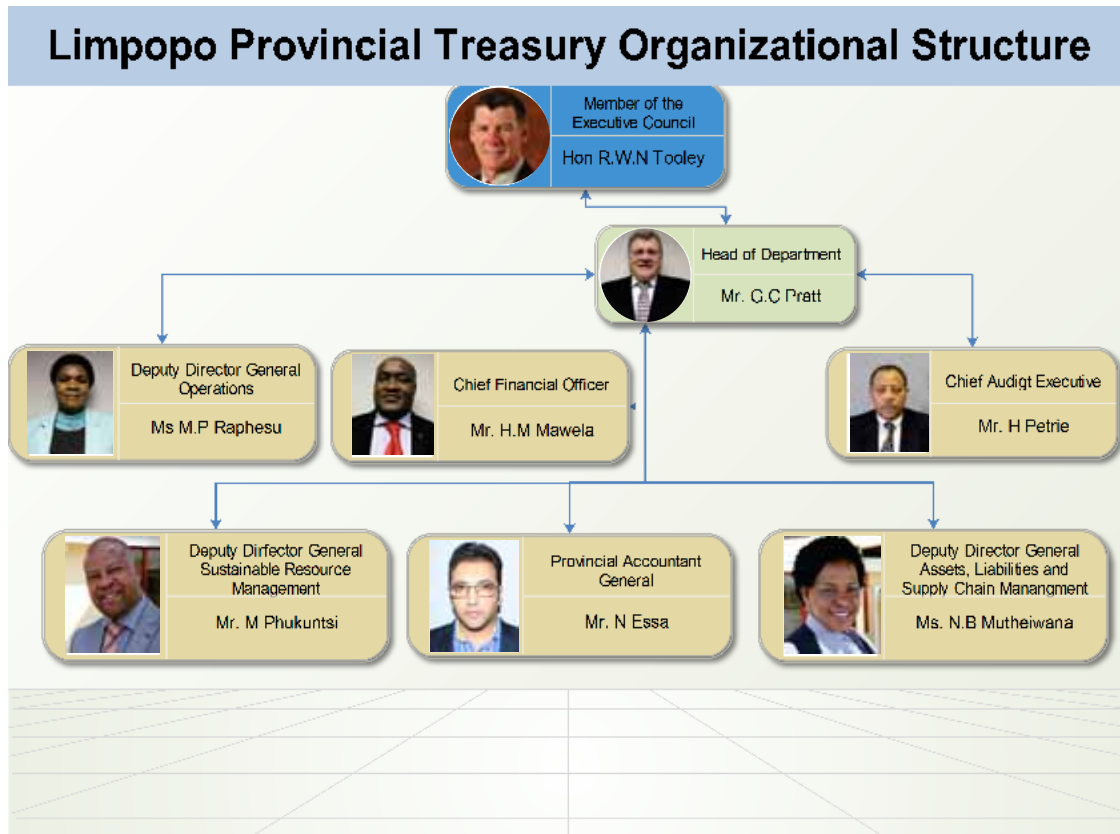 Limpopo Provincial Treasury Organizational Structure
Member of the
Executive Council
Hon R.W.N Tooley
Head of Department
Mr. G.C Pratt
Deputy Director General
Operations
Ms M.P Raphesu
Chief Financial Officer
Mr. H.M Mawela
Chief Audigt Executive
Mr. H Petrie
Deputy Dirfector General
Sustainable Resource
Management
Mr. M Phukuntsi
Provincial Accountant
General
Mr. N Essa
Deputy Director General
Assets, Liabilities and
Supply Chain Manangment
Ms. N.B Mutheiwana